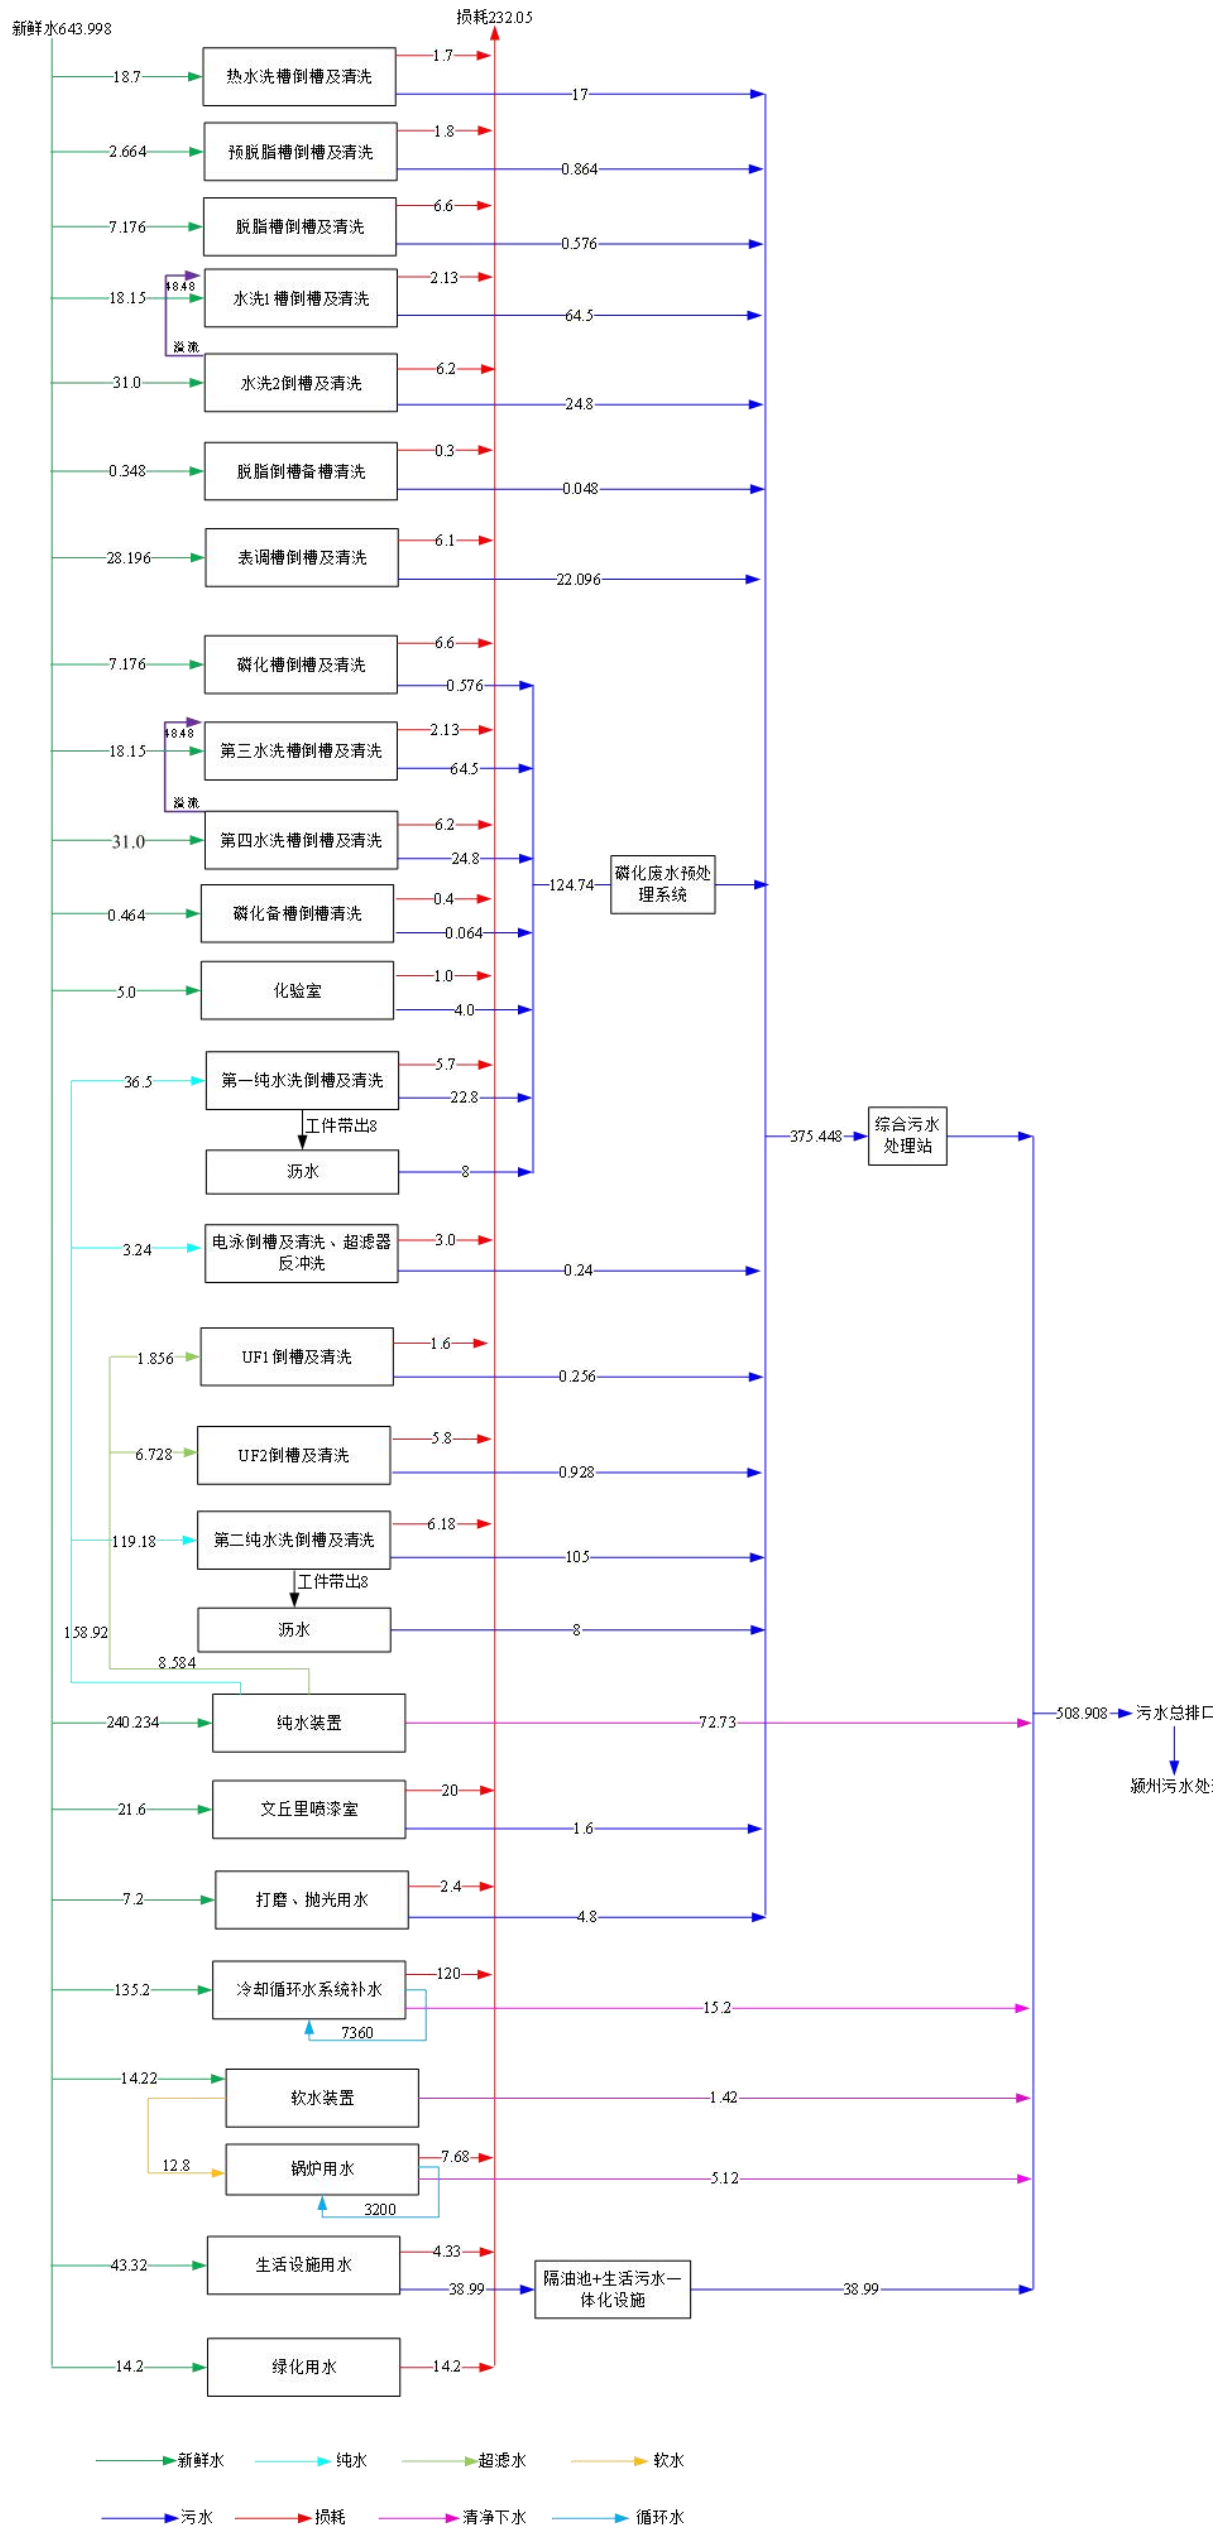 新鲜水643.998
损耗232.05
18.7
热水洗槽倒槽及清洗
1.7
17
2.664
预脱脂槽倒槽及清洗
1.8
0.864
7.176
脱脂槽倒槽及清洗
6.6
0.576
48.48
18.15
水洗1槽倒槽及清洗
2.13
64.5
溢流
31.0
水洗2倒槽及清洗
6.2
24.8
0.348
脱脂倒槽备槽清洗
0.3
0.048
28.196
表调槽倒槽及清洗
6.1
22.096
7.176
磷化槽倒槽及清洗
6.6
0.576
48.48
18.15
第三水洗槽倒槽及清洗
2.13
64.5
溢流
31.0
第四水洗槽倒槽及清洗
6.2
24.8
124.74
磷化废水预处
理系统
0.464
磷化备槽倒槽清洗
0.4
0.064
5.0
化验室
1.0
4.0
36.5
第一纯水洗倒槽及清洗
5.7
22.8
工件带出8
沥水
8
375.448
综合污水
处理站
3.24
电泳倒槽及清洗、超滤器
反冲洗
3.0
0.24
1.856
UF1倒槽及清洗
1.6
0.256
6.728
UF2倒槽及清洗
5.8
0.928
119.18
第二纯水洗倒槽及清洗
6.18
105
工件带出8
沥水
8
158.92
8.584
240.234
纯水装置
72.73
508.908
污水总排口
颍州污水处
21.6
文丘里喷漆室
20
1.6
7.2
打磨、抛光用水
2.4
4.8
135.2
冷却循环水系统补水
120
15.2
7360
14.22
软水装置
1.42
12.8
锅炉用水
7.68
5.12
3200
43.32
生活设施用水
4.33
38.99
隔油池+生活污水一
体化设施
38.99
14.2
绿化用水
14.2
新鲜水
纯水
超滤水
软水
污水
损耗
清净下水
循环水